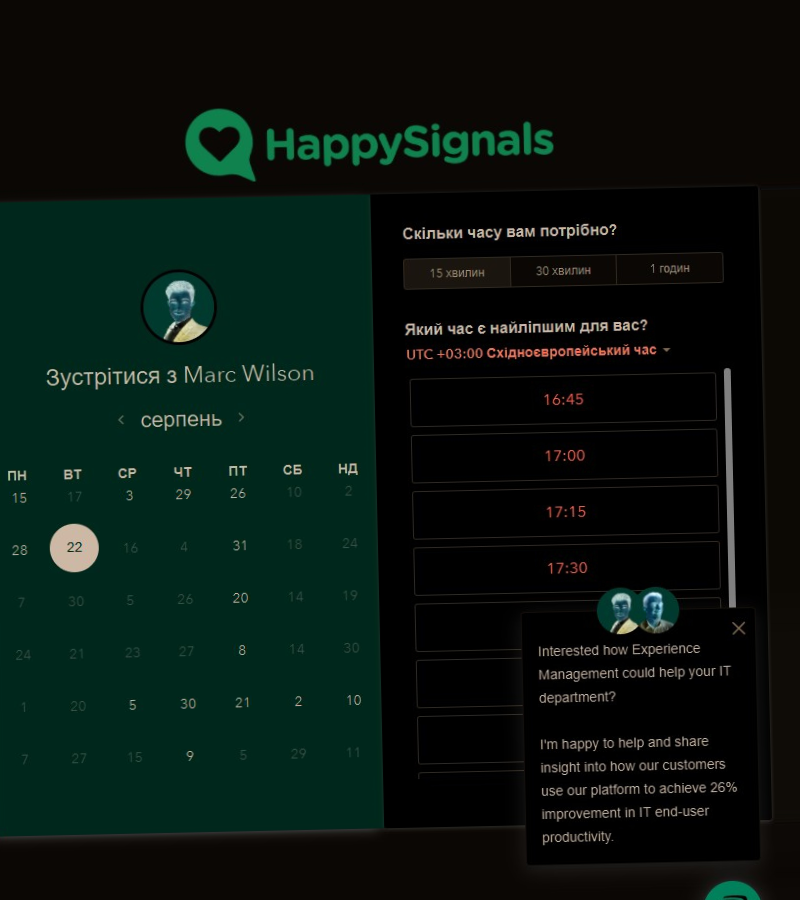 HappySignals
Зустрітися з Marc Wilson
серпень
ПН ВТ СР ЧТ ПТ СБ НД
15 17 3 29 26 10 2
28 22 16 4 31 18 24
7 30 5 26 20 14 19
24 21 23 27 8 14 30
1 20 5 30 21 2 10
7 27 15 9 5 29 11
Скільки часу вам потрібно?
15 хвилин 30 хвилин 1 годин
Який час є найліпшим для вас?
UTC +03:00 Східноєвропейський час
16:45
17:00
17:15
17:30
Interested how Experience
Management could help your IT
department?
I'm happy to help and share
insight into how our customers
use our platform to achieve 26%
improvement in IT end-user
productivity.